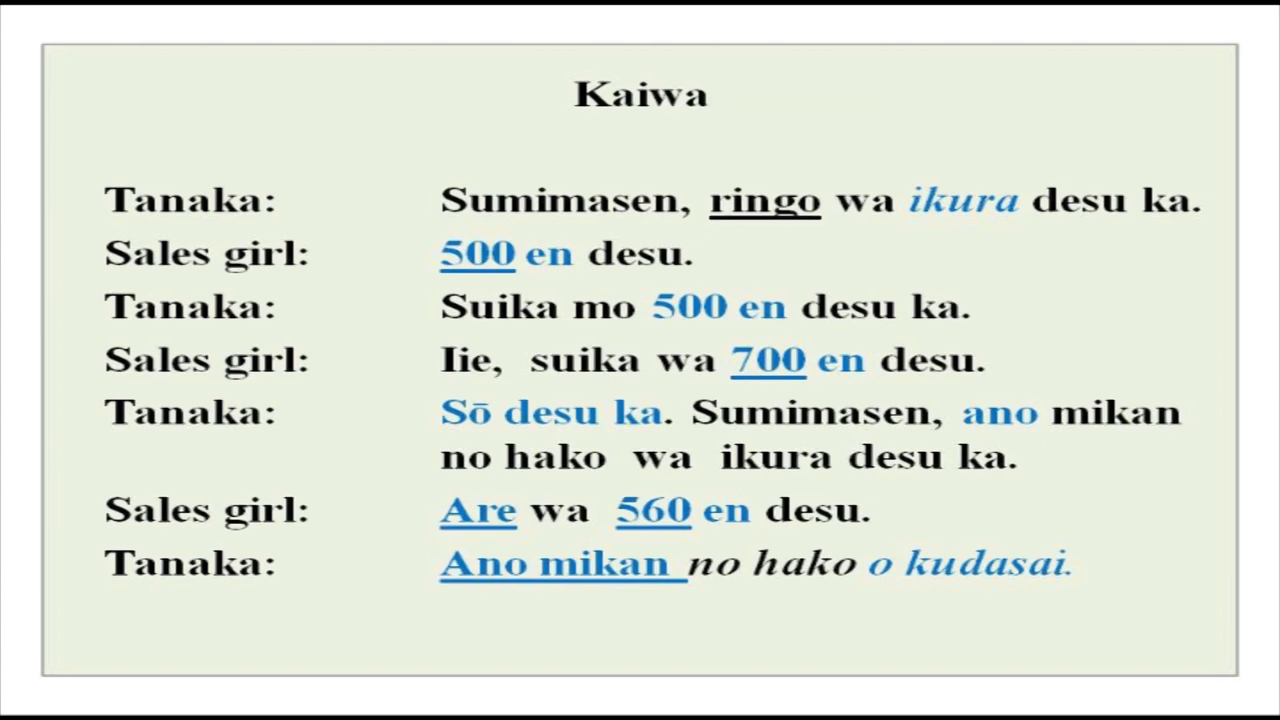 Kaiwa
Tanaka: Sumimasen, ringo wa ikura desu ka.
Sales girl: 500 en desu.
Tanaka: Suika mo 500 en desu ka.
Sales girl: Iie, suika wa 700 en desu.
Tanaka: Sō desu ka. Sumimasen, ano mikan
no hako wa ikura desu ka.
Sales girl: Are wa 560 en desu.
Tanaka: Ano mikan no hako o kudasai.